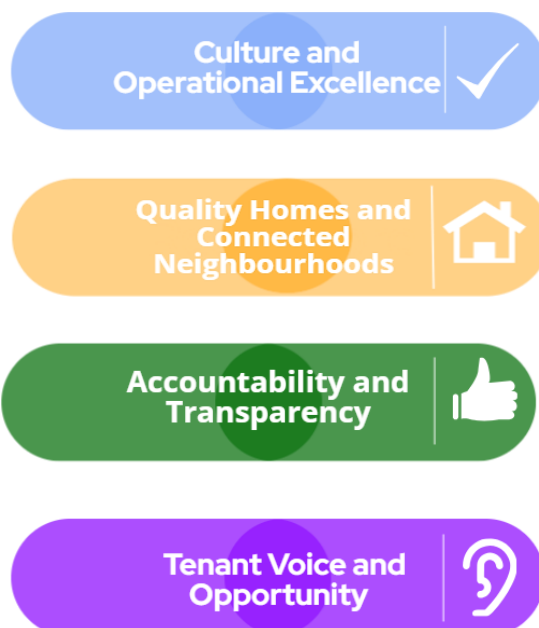 Culture and
Operational Excellence
Quality Homes and
Connected
Neighbourhoods
Accountability and
Transparency
Tenant Voice and
Opportunity